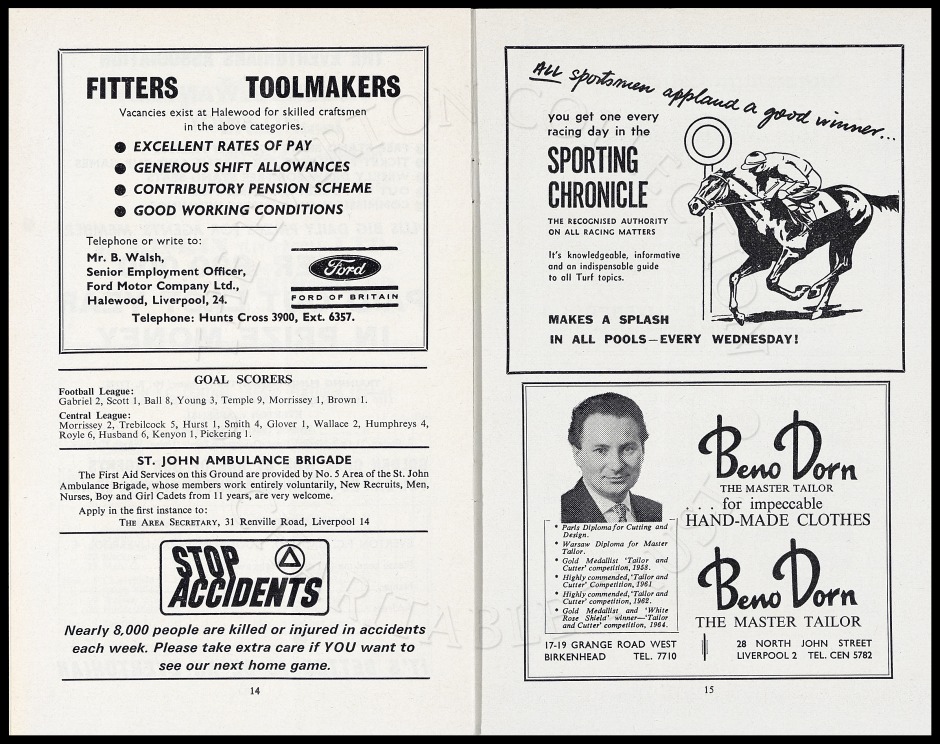 FITTERS TOOLMAKERS
Vacancies exist at Halewood for skilled craftsmen
in the above categories.
● EXCELLENT RATES OF PAY
● GENEROUS SHIFT ALLOWANCES
● CONTRIBUTORY PENSION SCHEME
● GOOD WORKING CONDITIONS
Telephone or write to:
Mr. B. Walsh,
Senior Employment Officer,
Ford Motor Company Ltd.,
Halewood, Liverpool, 24.
Ford
FORD OF BRITAIN
Telephone: Hunts Cross 3900, Ext. 6357.
GOAL SCORERS
Football League:
Gabriel 2, Scott 1, Ball 8, Young 3, Temple 9, Morrissey 1, Brown 1.
Central League:
Morrissey 2, Trebilcock 5, Hurst 1, Smith 4, Glover 1, Wallace 2, Humphreys 4,
Royle 6, Husband 6, Kenyon 1, Pickering 1.
ST. JOHN AMBULANCE BRIGADE
The First Aid Services on this Ground are provided by No. 5 Area of the St. John
Ambulance Brigade, whose members work entirely voluntarily, New Recruits, Men,
Nurses, Boy and Girl Cadets from 11 years, are very welcome.
Apply in the first instance to:
THE AREA SECRETARY, 31 Renville Road, Liverpool 14
STOP
ACCIDENTS
Nearly 8,000 people are killed or injured in accidents
each week. Please take extra care if YOU want to
see our next home game.
14
ALL sportsmen applaud a good winner...
you get one every
racing day in the
SPORTING
CHRONICLE
THE RECOGNISED AUTHORITY
ON ALL RACING MATTERS
It's knowledgeable, informative
and an indispensable guide
to all Turf topics.
1
MAKES A SPLASH
IN ALL POOLS—EVERY WEDNESDAY!
* Paris Diploma for Cutting and
Design.
* Warsaw Diploma for Master
Tailor.
* Gold Medallist 'Tailor and
Cutter' competition, 1958.
* Highly commended, 'Tailor and
Cutter' Competition, 1961
* Highly commended, 'Tailor and
Cutter' competition, 1962.
* Gold Medallist and 'White
Rose Shield' winner—'Tailor
and Cutter' competition, 1964.
Beno Dorn
THE MASTER TAILOR
. . . for impeccable
HAND-MADE CLOTHES
Beno Dorn
THE MASTER TAILOR
17-19 GRANGE ROAD WEST
BIRKENHEAD TEL. 7710
28 NORTH JOHN STREET
LIVERPOOL 2 TEL. CEN 5782
15